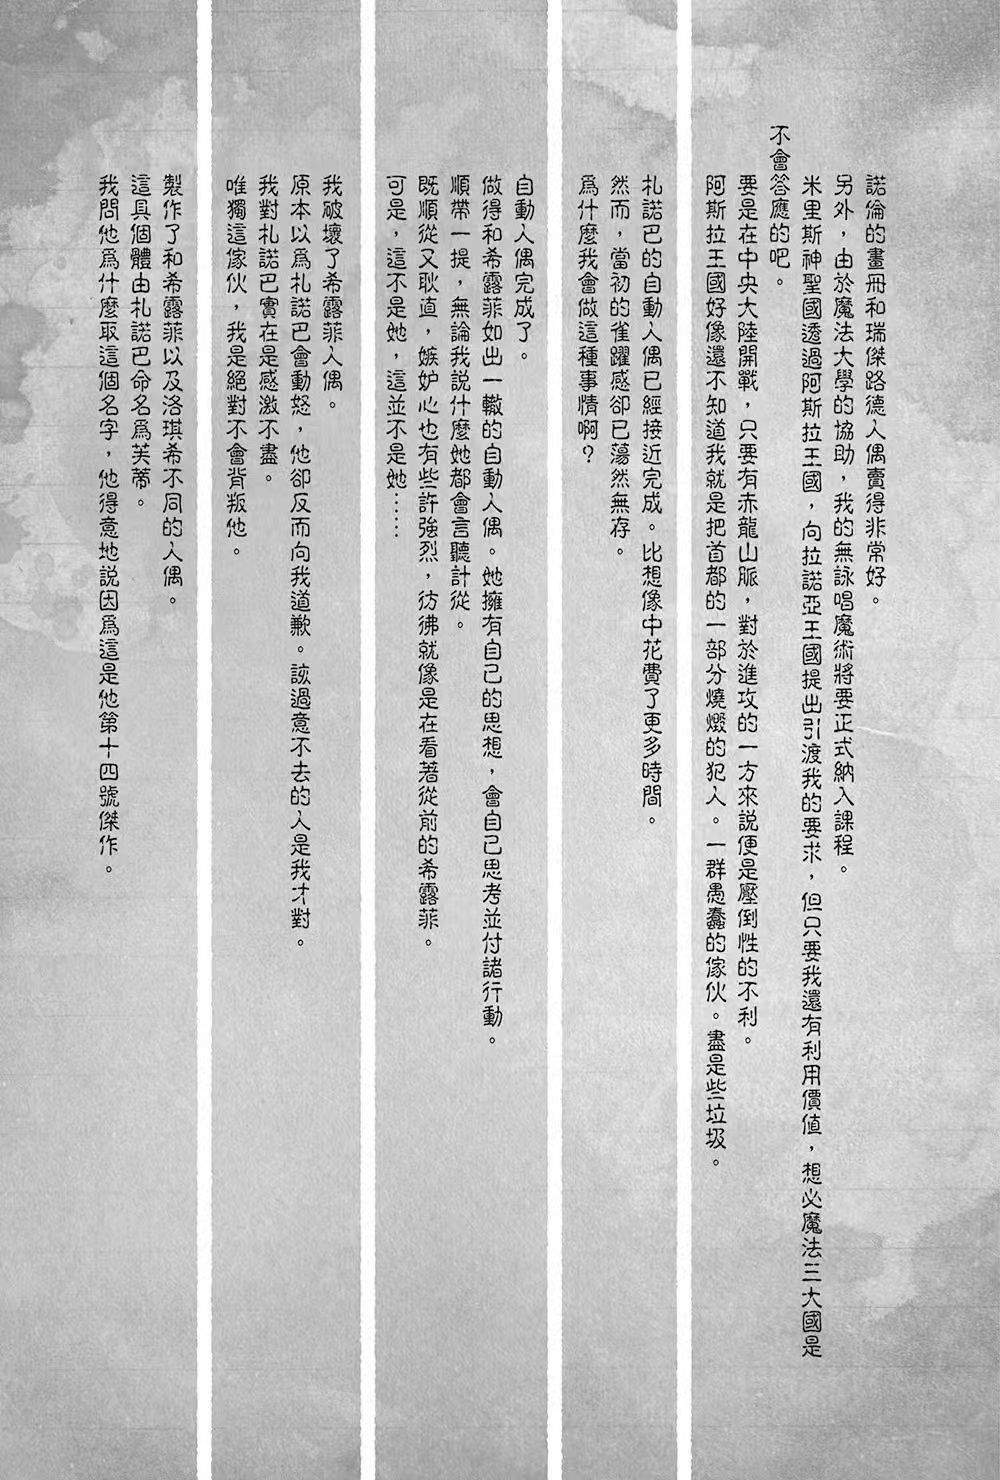 諾倫的畫冊和瑞傑路德人偶賣得非常好。
另外，由於魔法大學的協助，我的無詠唱魔術將要正式納入課程。
米里斯神聖國透過阿斯拉王國，向拉諾亞王國提出引渡我的要求，但只要我還有利用價值，想必魔法三大國是
不會答應的吧。
要是在中央大陸開戰，只要有赤龍山脈，對於進攻的一方來說便是壓倒性的不利。
阿斯拉王國好像還不知道我就是把首都的一部分燒燬的犯人。一群愚蠢的傢伙。盡是些垃圾。
札諾巴的自動人偶已經接近完成。比想像中花費了更多時間。
然而，當初的雀躍感卻已蕩然無存。
為什麼我會做這種事情啊？
自動人偶完成了。
做得和希露菲如出一轍的自動人偶。她擁有自己的思想，會自己思考並付諸行動。
順帶一提，無論我說什麼她都會言聽計從。
既順從又耿直，嫉妒心也有些許強烈，彷彿就像是在看著從前的希露菲。
可是，這不是她，這並不是她……
我破壞了希露菲人偶。
原本以為札諾巴會動怒，他卻反而向我道歉。該過意不去的人是我才對。
我對札諾巴實在是感激不盡。
唯獨這傢伙，我是絕對不會背叛他。
製作了和希露菲以及洛琪希不同的人偶。
這具個體由札諾巴命名為芙蒂。
我問他為什麼取這個名字，他得意地說因為這是他第十四號傑作。